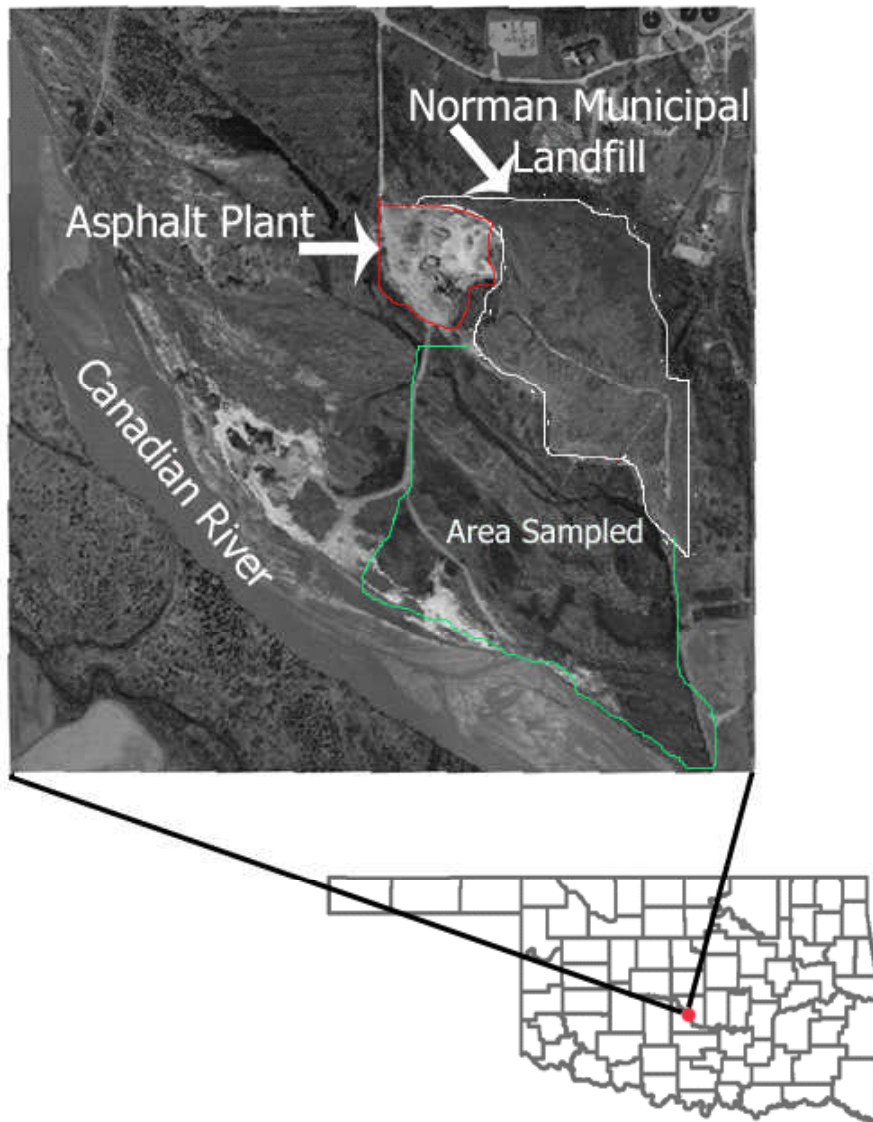 Norman Municipal
Landfill
Asphalt Plant
Canadian River
Area Sampled